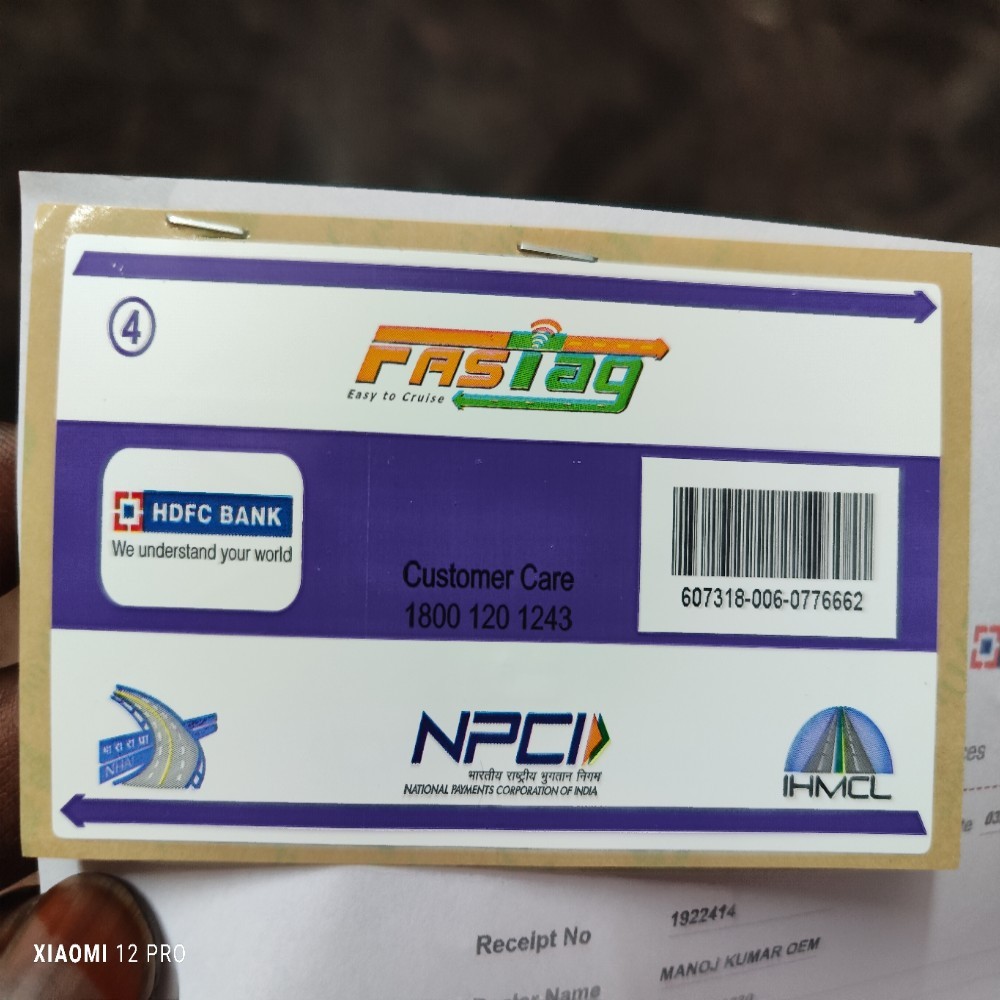 4
FASTag
Easy to Cruise
HDFC BANK
We understand your world
Customer Care
1800 120 1243
607318-006-0776662
भा रा रा प्रा
NHAI
NPCI
भारतीय राष्ट्रीय भुगतान निगम
NATIONAL PAYMENTS CORPORATION OF INDIA
IHMCL
Receipt No 1922414
Name MANOJ KUMAR OEM
XIAOMI 12 PRO